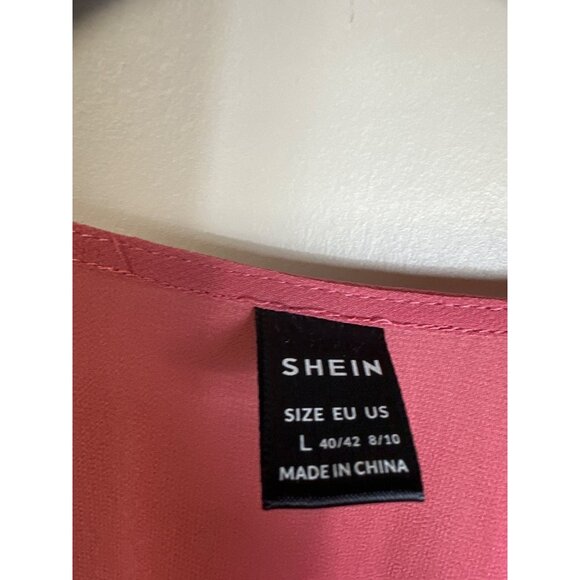 SHEIN
SIZE EU US
L 40/42 8/10
MADE IN CHINA